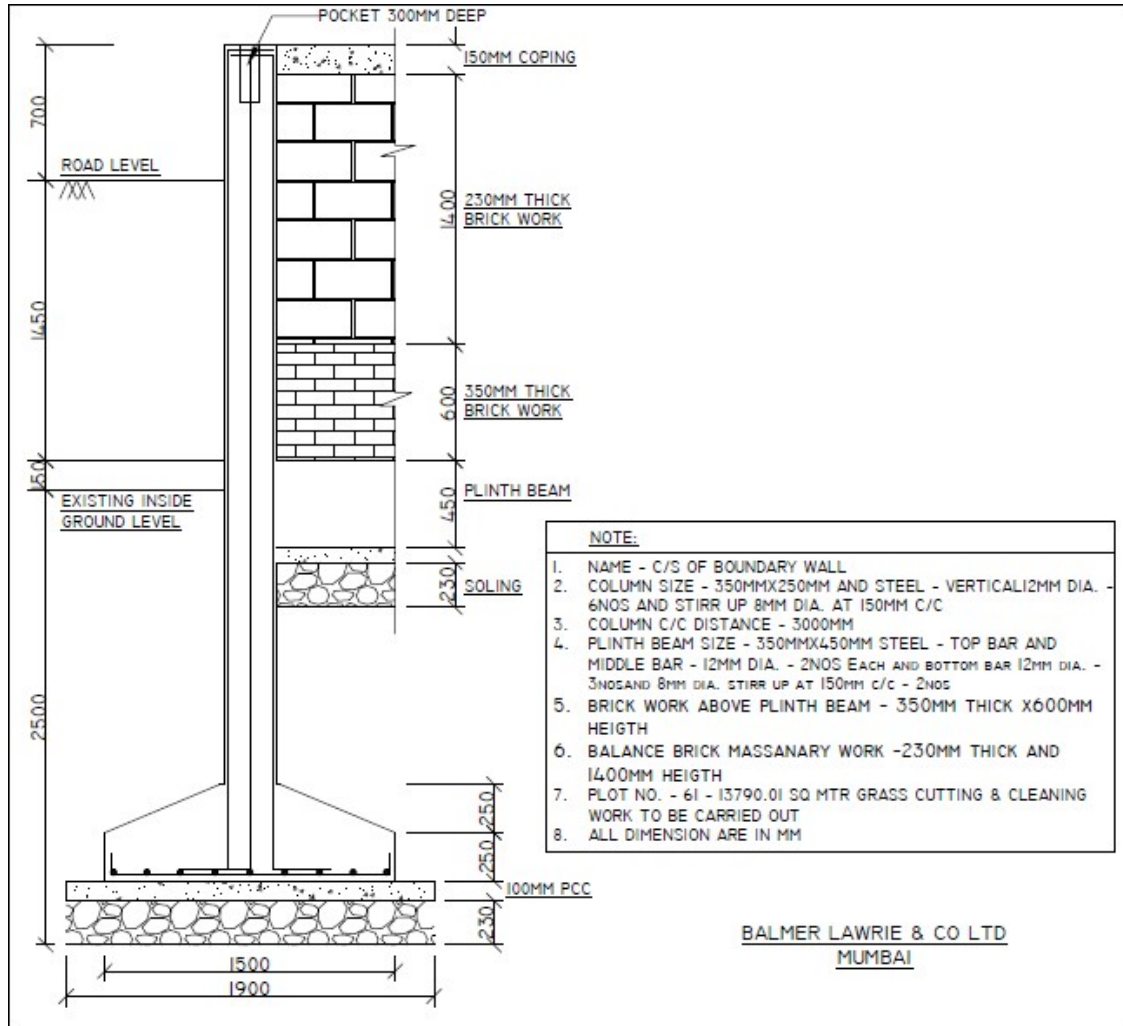 POCKET 300MM DEEP
150MM COPING
700
ROAD LEVEL
1400
230MM THICK
BRICK WORK
1450
600
350MM THICK
BRICK WORK
150
EXISTING INSIDE
GROUND LEVEL
450
PLINTH BEAM
230
SOLING
2500
250
250
100MM PCC
230
1500
1900
NOTE:
1. NAME - C/S OF BOUNDARY WALL
2. COLUMN SIZE - 350MMX250MM AND STEEL - VERTICAL12MM DIA. -
6NOS AND STIRR UP 8MM DIA. AT 150MM C/C
3. COLUMN C/C DISTANCE - 3000MM
4. PLINTH BEAM SIZE - 350MMX450MM STEEL - TOP BAR AND
MIDDLE BAR - 12MM DIA. - 2NOS EACH AND BOTTOM BAR 12MM DIA. -
3NOSAND 8MM DIA. STIRR UP AT 150MM C/C - 2NOS
5. BRICK WORK ABOVE PLINTH BEAM - 350MM THICK X600MM
HEIGTH
6. BALANCE BRICK MASSANARY WORK -230MM THICK AND
1400MM HEIGTH
7. PLOT NO. - 61 - 13790.01 SQ MTR GRASS CUTTING & CLEANING
WORK TO BE CARRIED OUT
8. ALL DIMENSION ARE IN MM
BALMER LAWRIE & CO LTD
MUMBAI